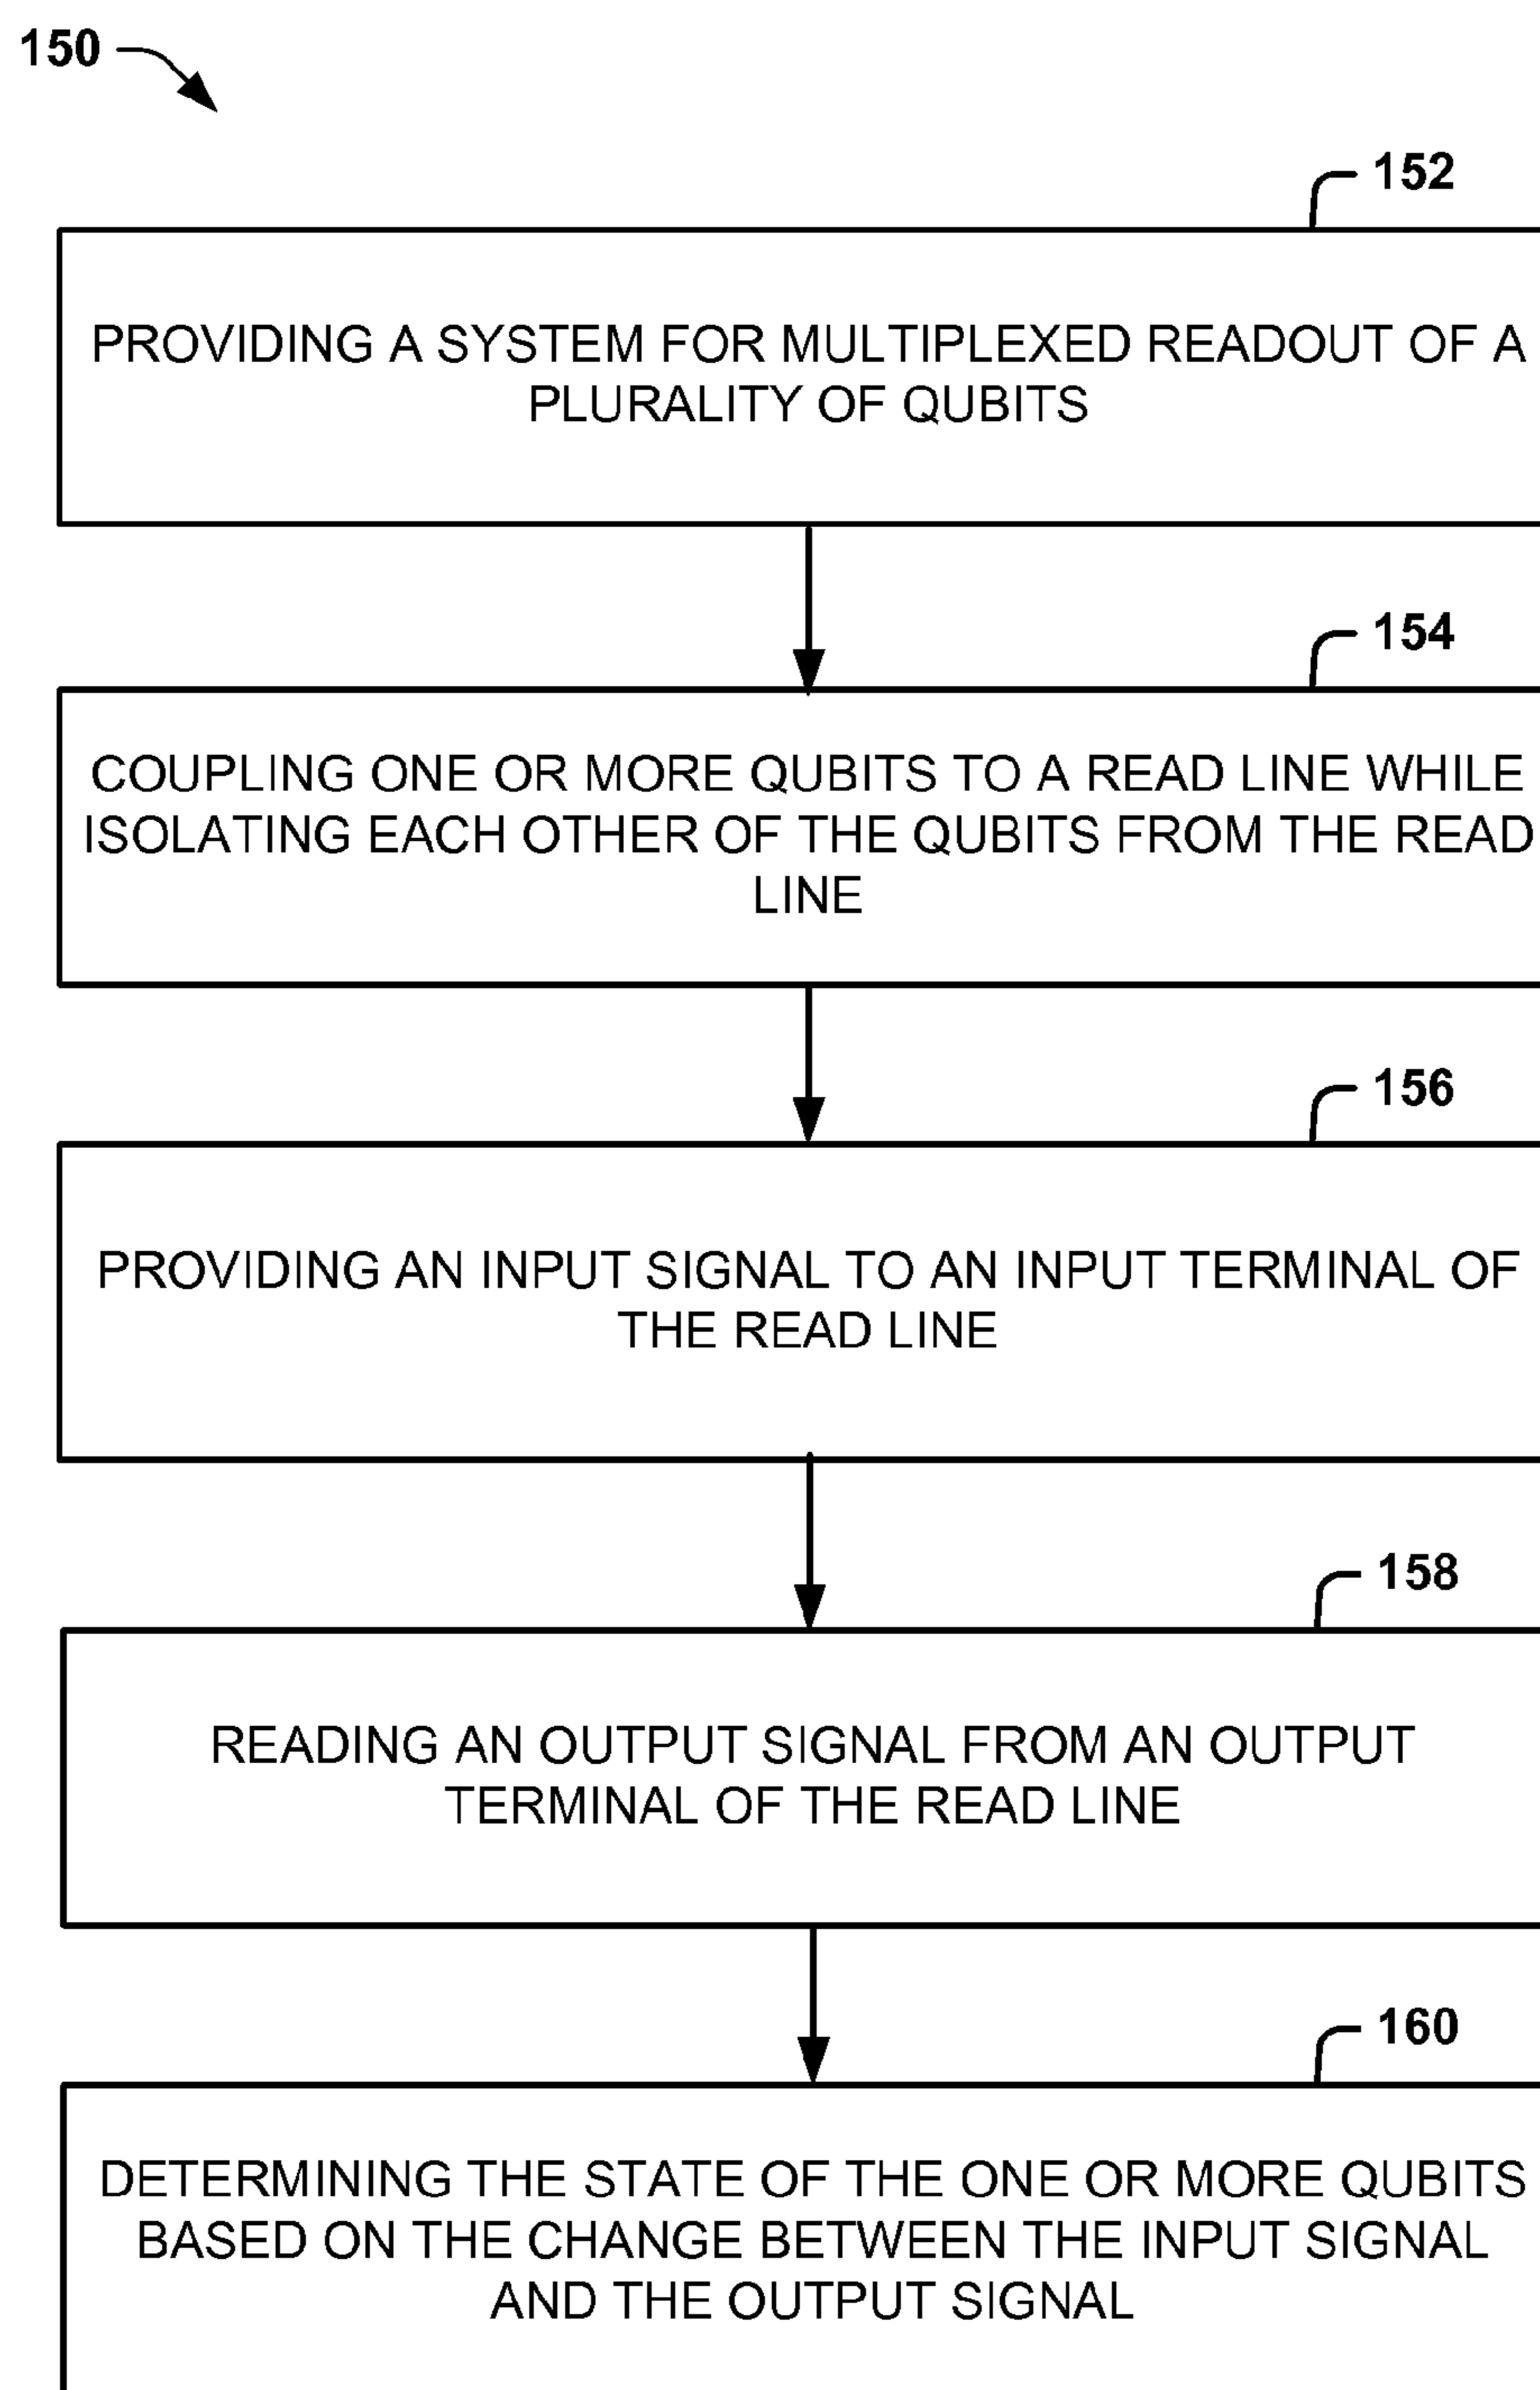 150
152
PROVIDING A SYSTEM FOR MULTIPLEXED READOUT OF A
PLURALITY OF QUBITS
154
COUPLING ONE OR MORE QUBITS TO A READ LINE WHILE
ISOLATING EACH OTHER OF THE QUBITS FROM THE READ
LINE
156
PROVIDING AN INPUT SIGNAL TO AN INPUT TERMINAL OF
THE READ LINE
158
READING AN OUTPUT SIGNAL FROM AN OUTPUT
TERMINAL OF THE READ LINE
160
DETERMINING THE STATE OF THE ONE OR MORE QUBITS
BASED ON THE CHANGE BETWEEN THE INPUT SIGNAL
AND THE OUTPUT SIGNAL